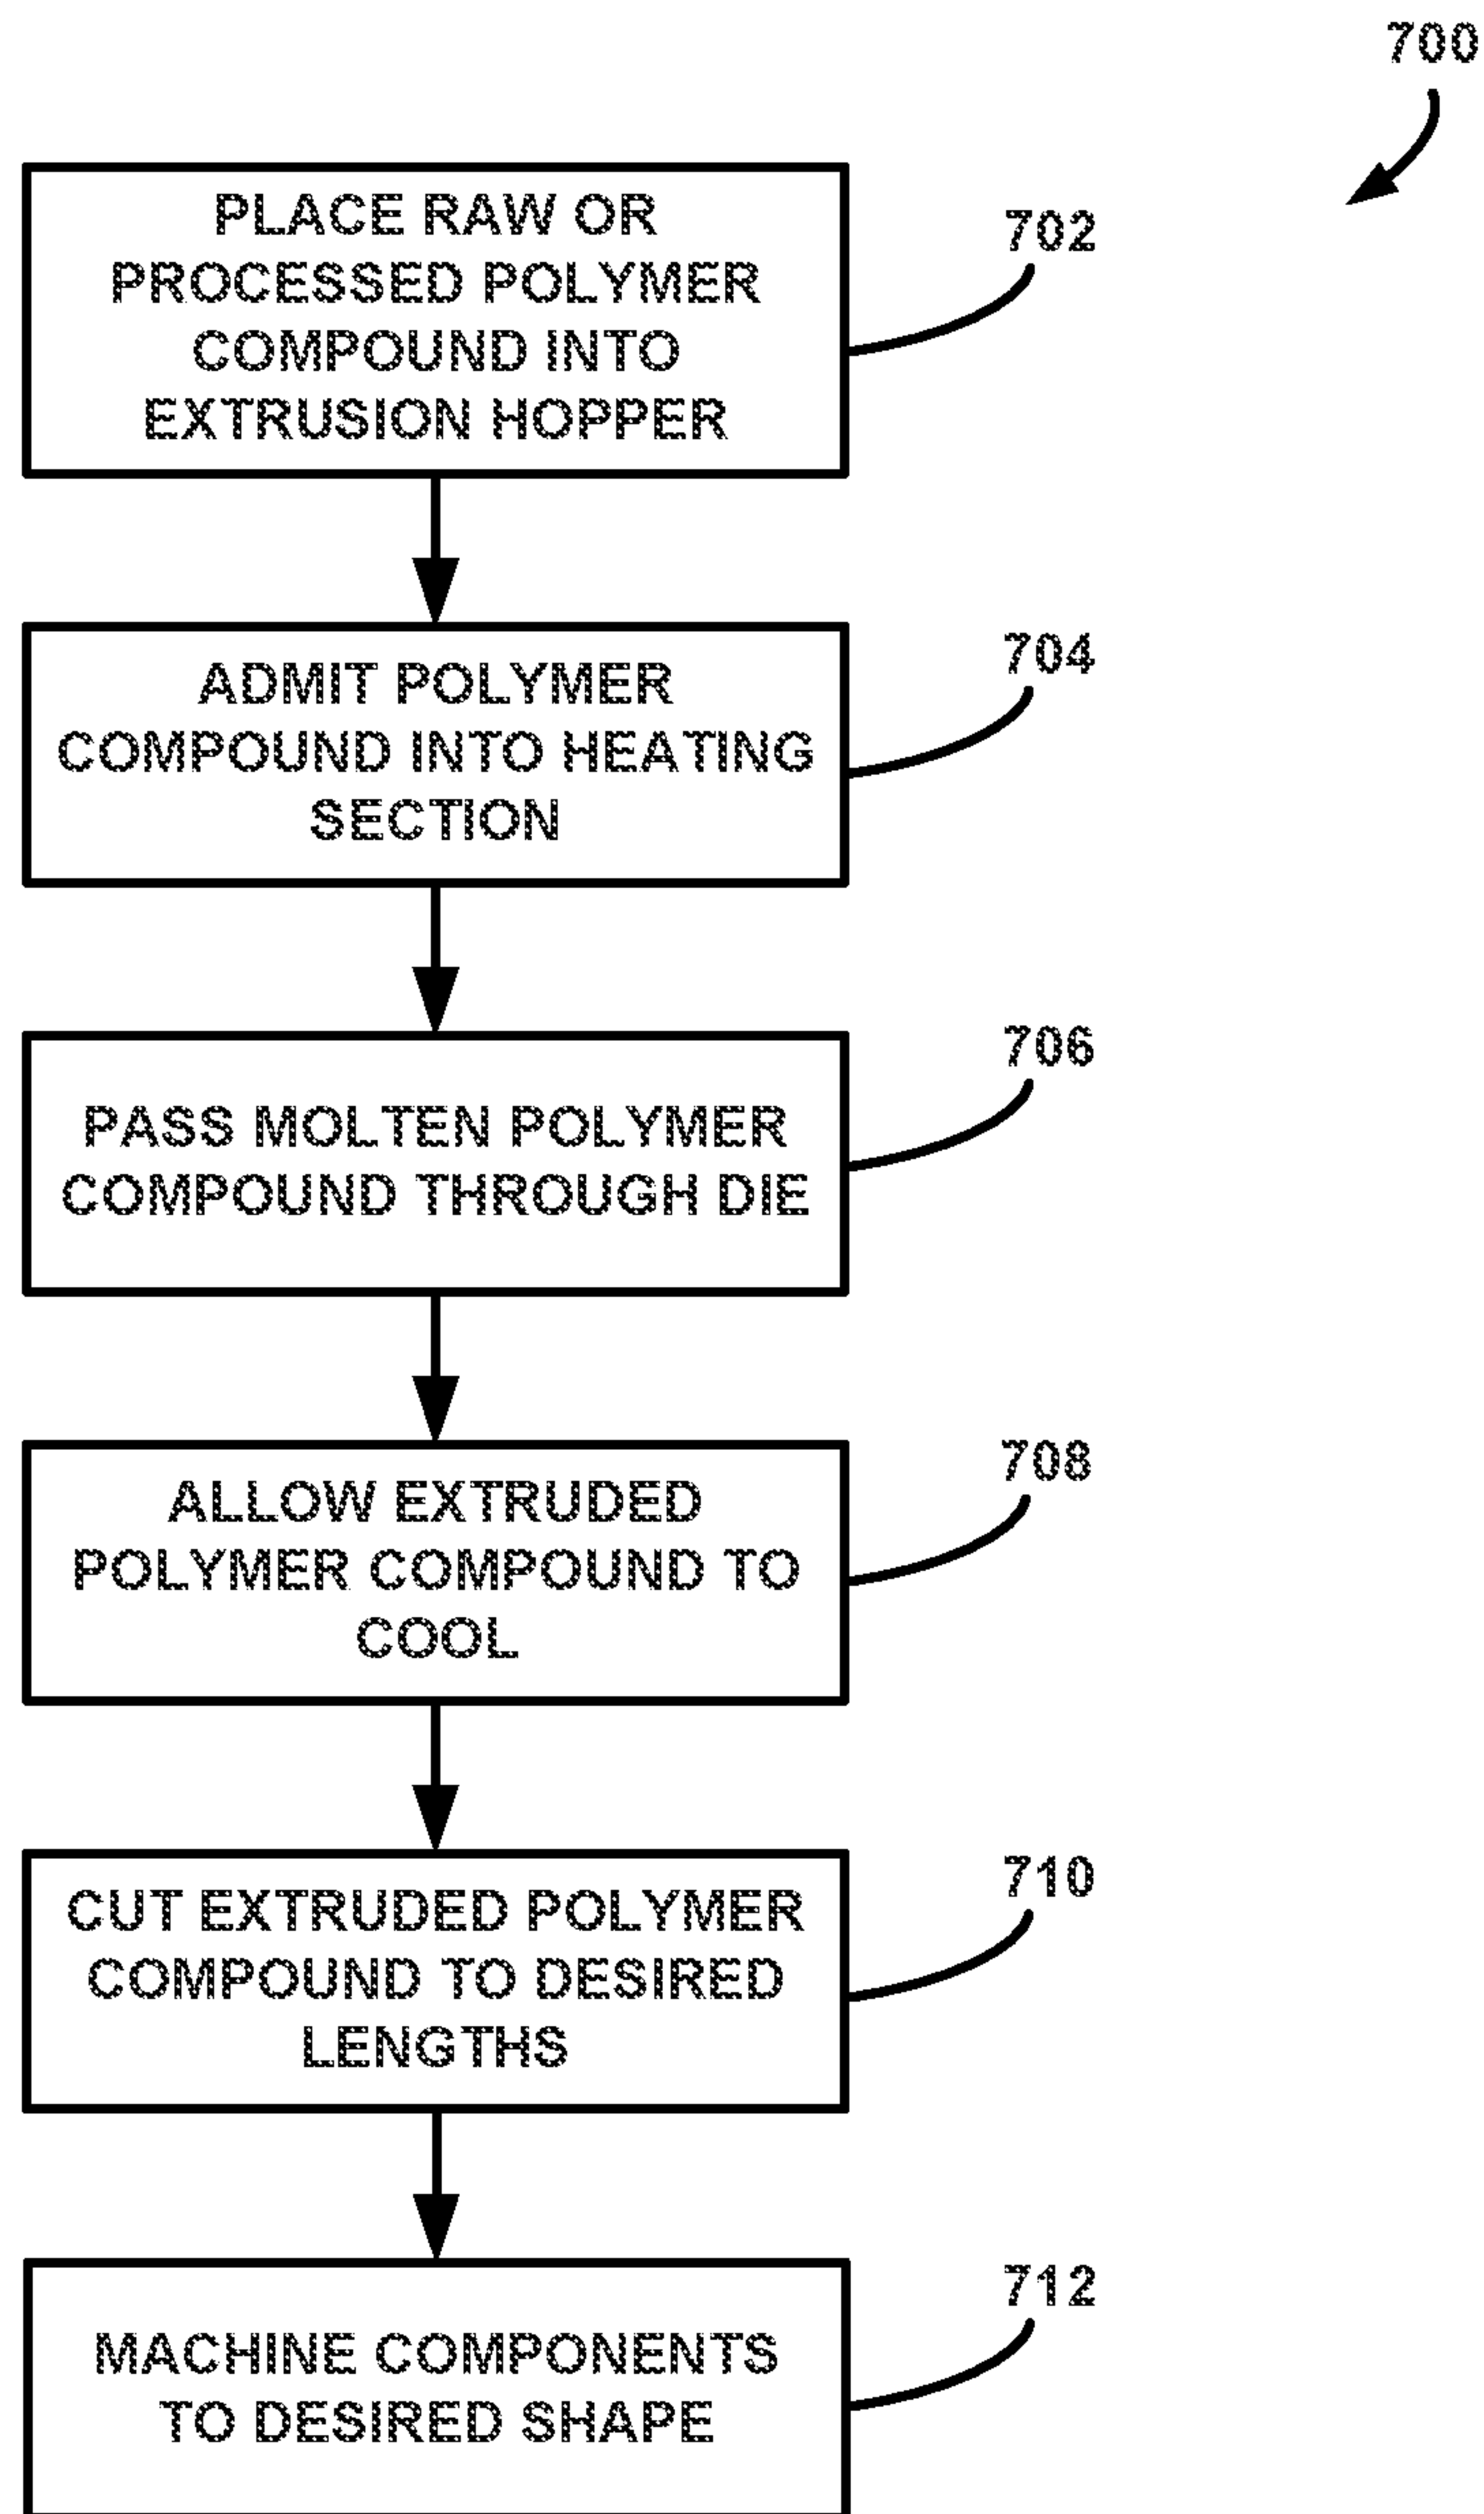 700
PLACE RAW OR
PROCESSED POLYMER
COMPOUND INTO
EXTRUSION HOPPER
702
ADMIT POLYMER
COMPOUND INTO HEATING
SECTION
704
PASS MOLTEN POLYMER
COMPOUND THROUGH DIE
706
ALLOW EXTRUDED
POLYMER COMPOUND TO
COOL
708
CUT EXTRUDED POLYMER
COMPOUND TO DESIRED
LENGTHS
710
MACHINE COMPONENTS
TO DESIRED SHAPE
712